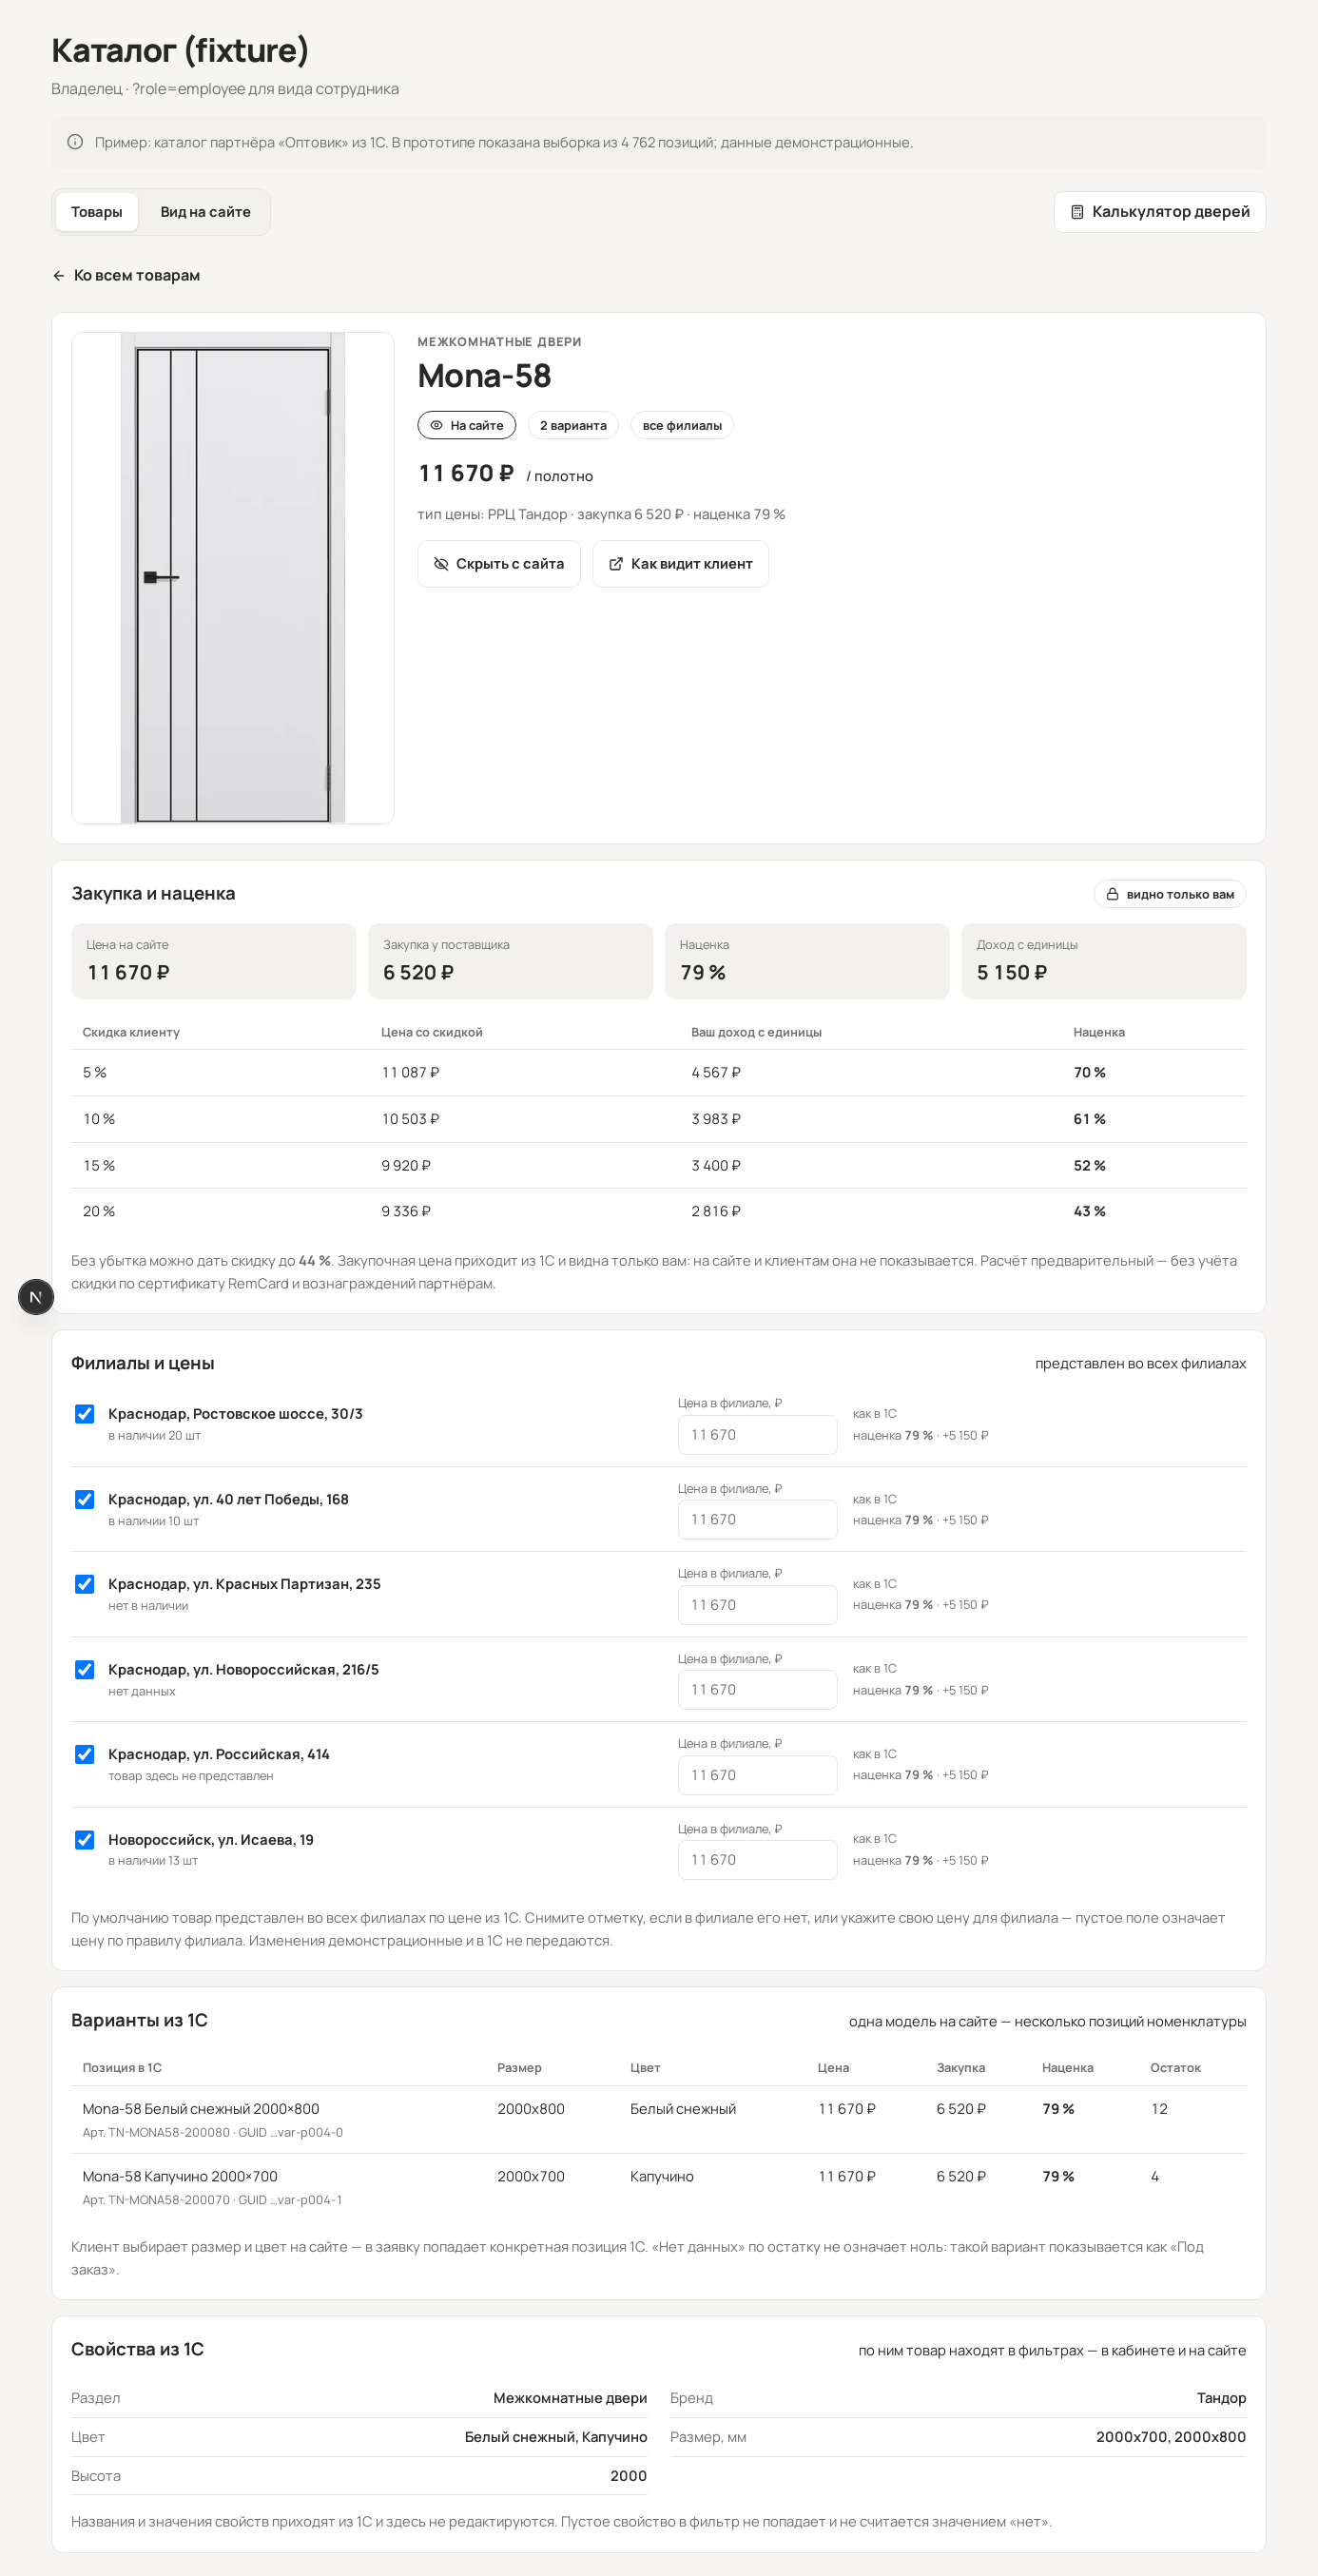 Каталог (fixture)
Владелец · ?role=employee для вида сотрудника
Пример: каталог партнёра «Оптовик» из 1С. В прототипе показана выборка из 4 762 позиций; данные демонстрационные.
Товары
Вид на сайте
Калькулятор дверей
Ко всем товарам
МЕЖКОМНАТНЫЕ ДВЕРИ
Mona-58
На сайте
2 варианта
все филиалы
11 670 ₽ / полотно
тип цены: РРЦ Тандор · закупка 6 520 ₽ · наценка 79 %
Скрыть с сайта
Как видит клиент
Закупка и наценка
видно только вам
Цена на сайте
11 670 ₽
Закупка у поставщика
6 520 ₽
Наценка
79 %
Доход с единицы
5 150 ₽
Скидка клиенту Цена со скидкой Ваш доход с единицы Наценка
5 % 11 087 ₽ 4 567 ₽ 70 %
10 % 10 503 ₽ 3 983 ₽ 61 %
15 % 9 920 ₽ 3 400 ₽ 52 %
20 % 9 336 ₽ 2 816 ₽ 43 %
Без убытка можно дать скидку до 44 %. Закупочная цена приходит из 1С и видна только вам: на сайте и клиентам она не показывается. Расчёт предварительный — без учёта
скидки по сертификату RemCard и вознаграждений партнёрам.
N
Филиалы и цены
представлен во всех филиалах
Краснодар, Ростовское шоссе, 30/3
в наличии 20 шт
Цена в филиале, ₽
11 670
как в 1С
наценка 79 % · +5 150 ₽
Краснодар, ул. 40 лет Победы, 168
в наличии 10 шт
Цена в филиале, ₽
11 670
как в 1С
наценка 79 % · +5 150 ₽
Краснодар, ул. Красных Партизан, 235
нет в наличии
Цена в филиале, ₽
11 670
как в 1С
наценка 79 % · +5 150 ₽
Краснодар, ул. Новороссийская, 216/5
нет данных
Цена в филиале, ₽
11 670
как в 1С
наценка 79 % · +5 150 ₽
Краснодар, ул. Российская, 414
товар здесь не представлен
Цена в филиале, ₽
11 670
как в 1С
наценка 79 % · +5 150 ₽
Новороссийск, ул. Исаева, 19
в наличии 13 шт
Цена в филиале, ₽
11 670
как в 1С
наценка 79 % · +5 150 ₽
По умолчанию товар представлен во всех филиалах по цене из 1С. Снимите отметку, если в филиале его нет, или укажите свою цену для филиала — пустое поле означает
цену по правилу филиала. Изменения демонстрационные и в 1С не передаются.
Варианты из 1С
одна модель на сайте — несколько позиций номенклатуры
Позиция в 1С Размер Цвет Цена Закупка Наценка Остаток
Mona-58 Белый снежный 2000×800 2000x800 Белый снежный 11 670 ₽ 6 520 ₽ 79 % 12
Арт. TN-MONA58-200080 · GUID …var-p004-0
Mona-58 Капучино 2000×700 2000x700 Капучино 11 670 ₽ 6 520 ₽ 79 % 4
Арт. TN-MONA58-200070 · GUID …var-p004-1
Клиент выбирает размер и цвет на сайте — в заявку попадает конкретная позиция 1С. «Нет данных» по остатку не означает ноль: такой вариант показывается как «Под
заказ».
Свойства из 1С
по ним товар находят в фильтрах — в кабинете и на сайте
Раздел Межкомнатные двери
Бренд Тандор
Цвет Белый снежный, Капучино
Размер, мм 2000x700, 2000x800
Высота 2000
Названия и значения свойств приходят из 1С и здесь не редактируются. Пустое свойство в фильтр не попадает и не считается значением «нет».